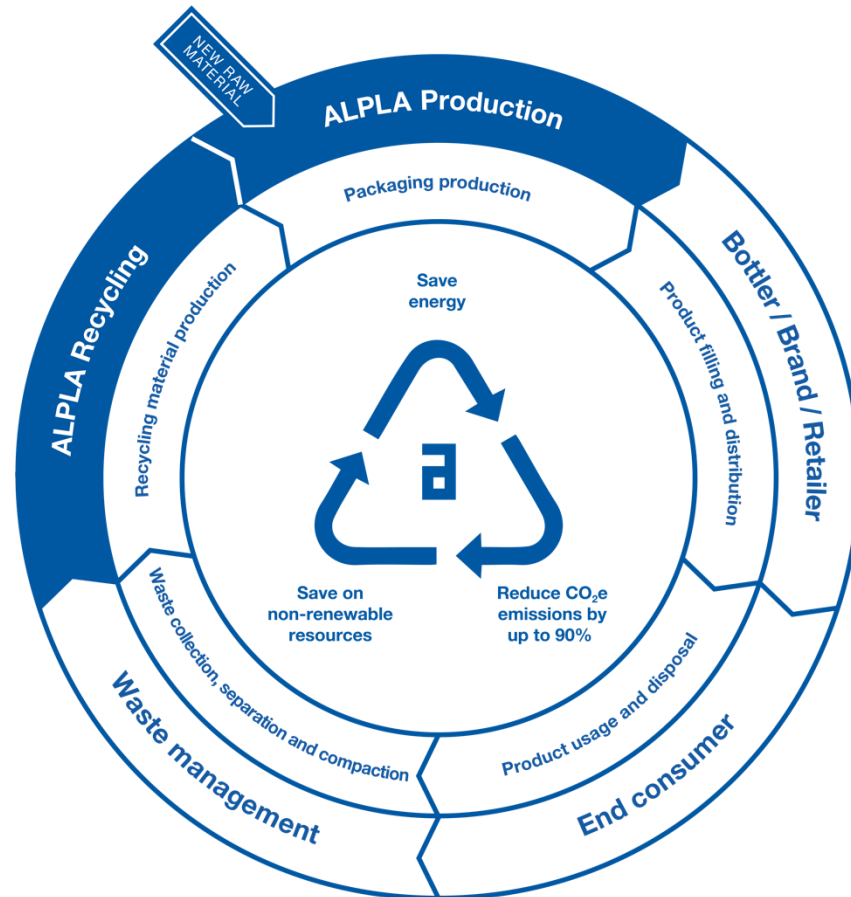 NEW RAW
MATERIAL
ALPLA Production
Packaging production
Bottler / Brand / Retailer
Product filling and distribution
End consumer
Product usage and disposal
Waste management
Waste collection, separation and compaction
ALPLA Recycling
Recycling material production
Save
energy
a
Save on
non-renewable
resources
Reduce CO₂e
emissions by
up to 90%